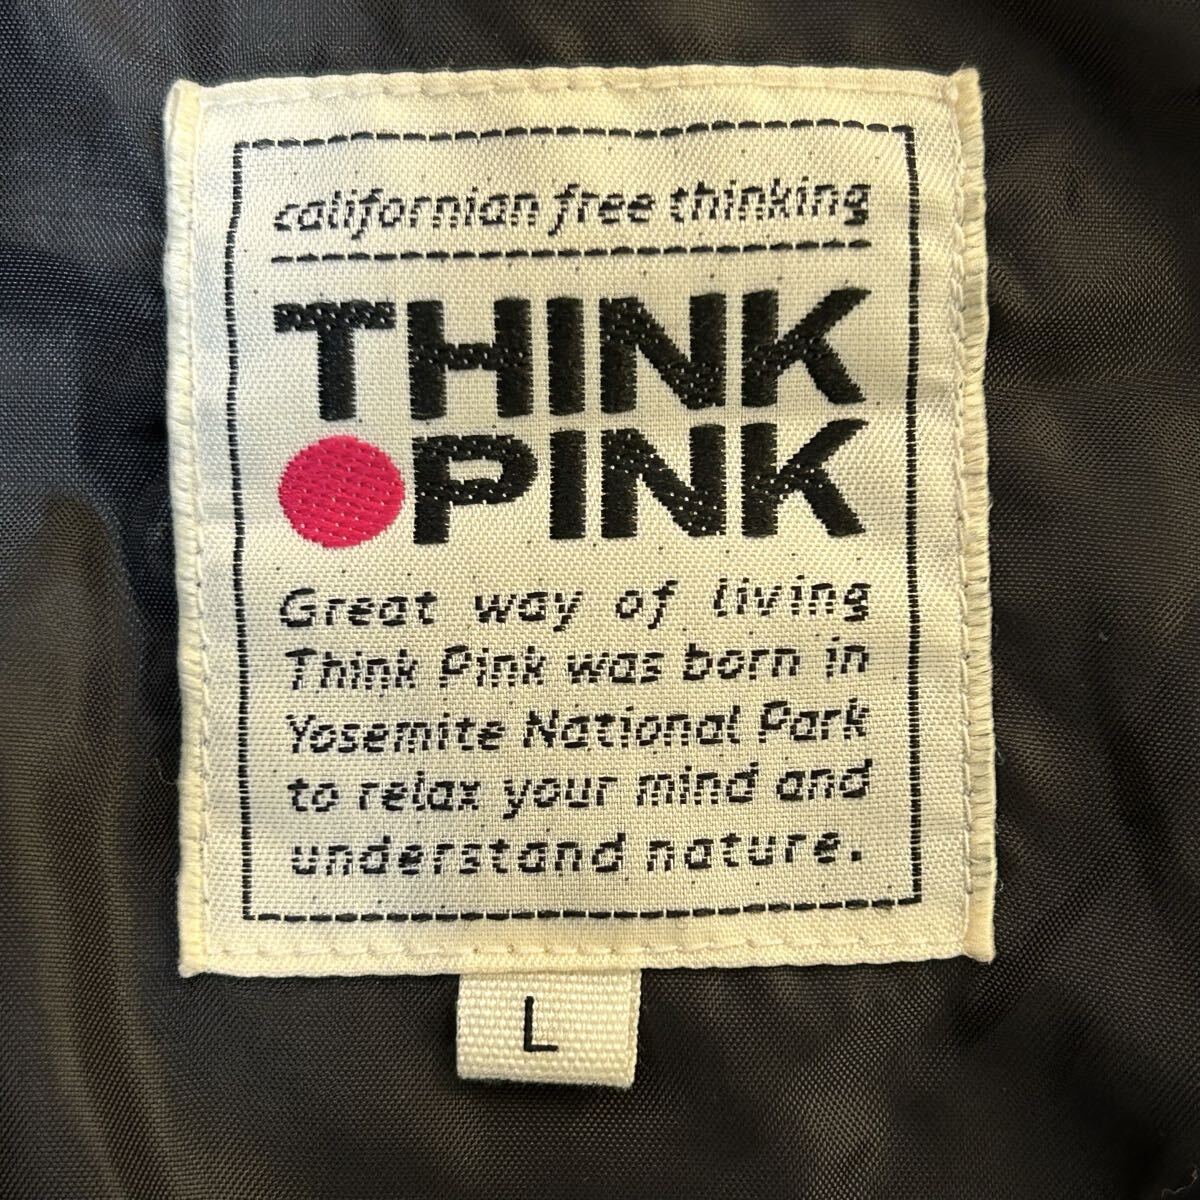 californian free thinking
THINK
PINK
Great way of living
Think Pink was born in
Yosemite National Park
to relax your mind and
understand nature.
L